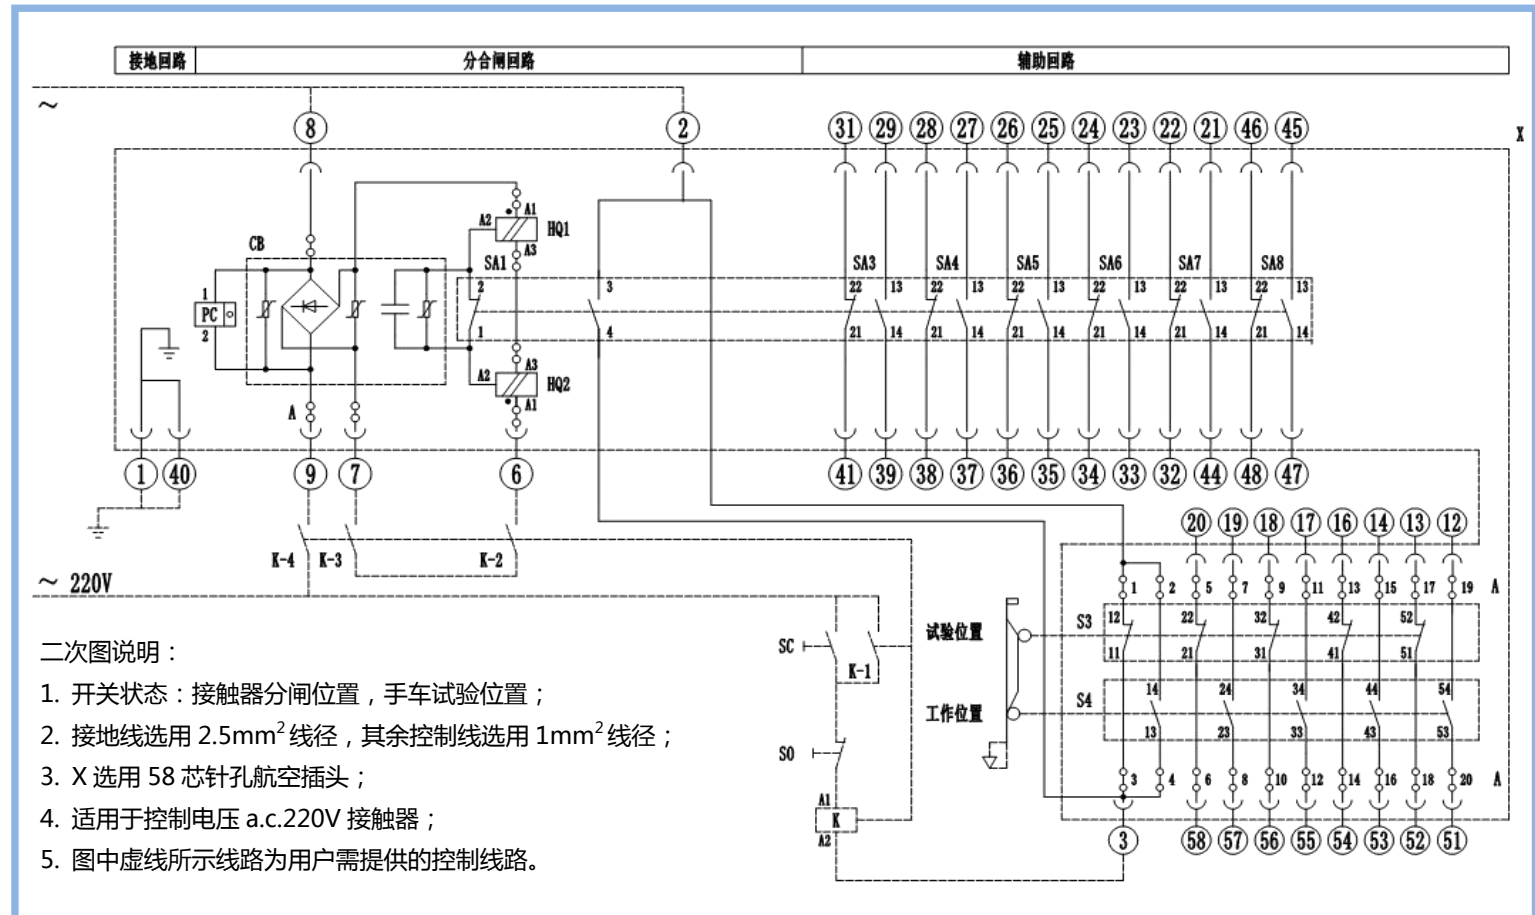 接地回路 分合闸回路 辅助回路
~
8 2 31 29 28 27 26 25 24 23 22 21 46 45 X
A1
A2 HQ1
CB A3
SA1 SA3 SA4 SA5 SA6 SA7 SA8
2 3 22 13 22 13 22 13 22 13 22 13 22 13
1
PC
2
1 4 21 14 21 14 21 14 21 14 21 14 21 14
A3
A2 HQ2
A A1
1 40 9 7 6 41 39 38 37 36 35 34 33 32 44 48 47
20 19 18 17 16 14 13 12
K-4 K-3 K-2
~ 220V
1 2 5 7 9 11 13 15 17 19 A
S3 12 22 32 42 52
试验位置
11 21 31 41 51
SC K-1
S4 14 24 34 44 54
工作位置
13 23 33 43 53
SO
3 4 6 8 10 12 14 16 18 20 A
A1
K
A2
3 58 57 56 55 54 53 52 51
二次图说明：
1. 开关状态：接触器分闸位置，手车试验位置；
2. 接地线选用 2.5mm²线径，其余控制线选用 1mm²线径；
3. X 选用 58 芯针孔航空插头；
4. 适用于控制电压 a.c.220V 接触器；
5. 图中虚线所示线路为用户需提供的控制线路。